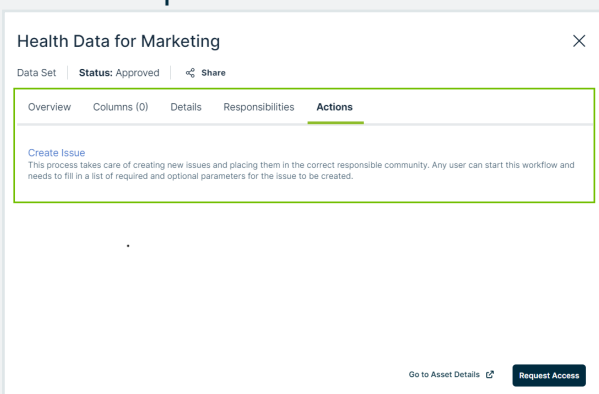 Health Data for Marketing
Data Set Status: Approved Share
Overview Columns (0) Details Responsibilities Actions
Create Issue
This process takes care of creating new issues and placing them in the correct responsible community. Any user can start this workflow and
needs to fill in a list of required and optional parameters for the issue to be created.
Go to Asset Details Request Access